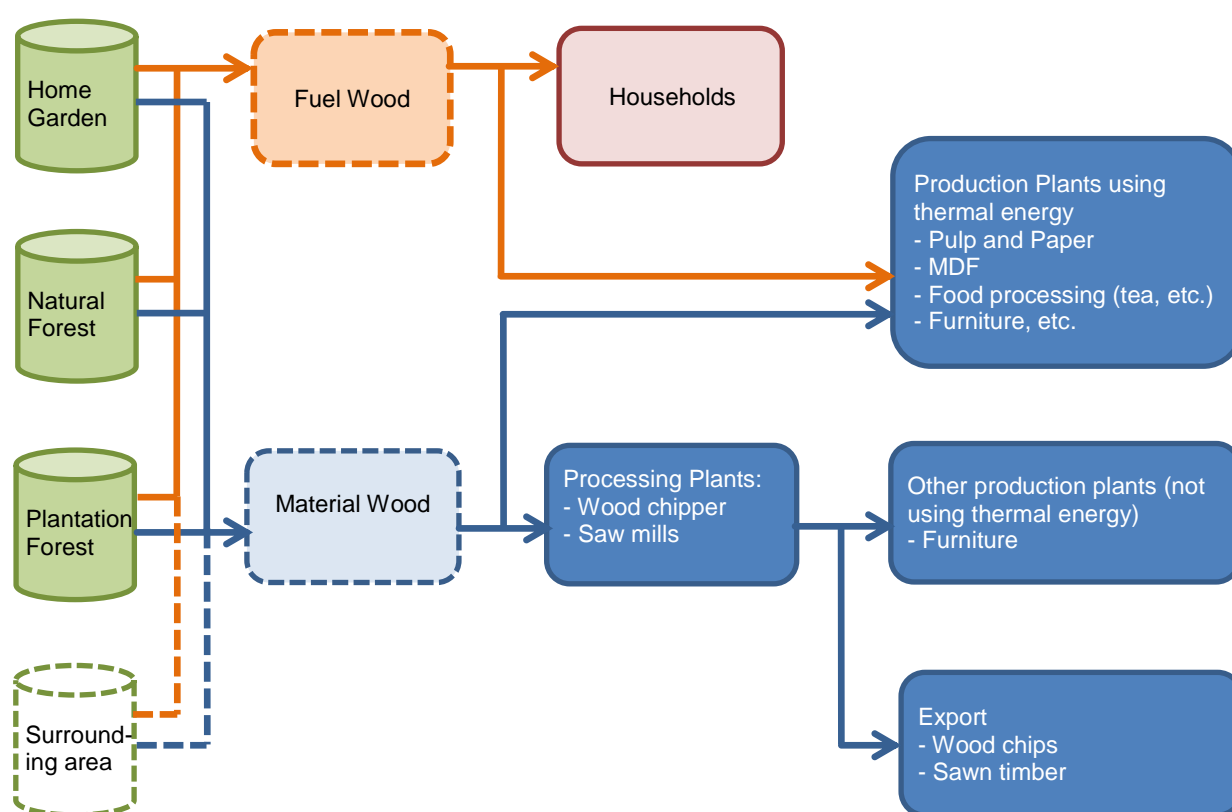 Home
Garden
Fuel Wood
Households
Production Plants using
thermal energy
- Pulp and Paper
- MDF
- Food processing (tea, etc.)
- Furniture, etc.
Natural
Forest
Plantation
Forest
Material Wood
Processing Plants:
- Wood chipper
- Saw mills
Other production plants (not
using thermal energy)
- Furniture
Surround-
ing area
Export
- Wood chips
- Sawn timber